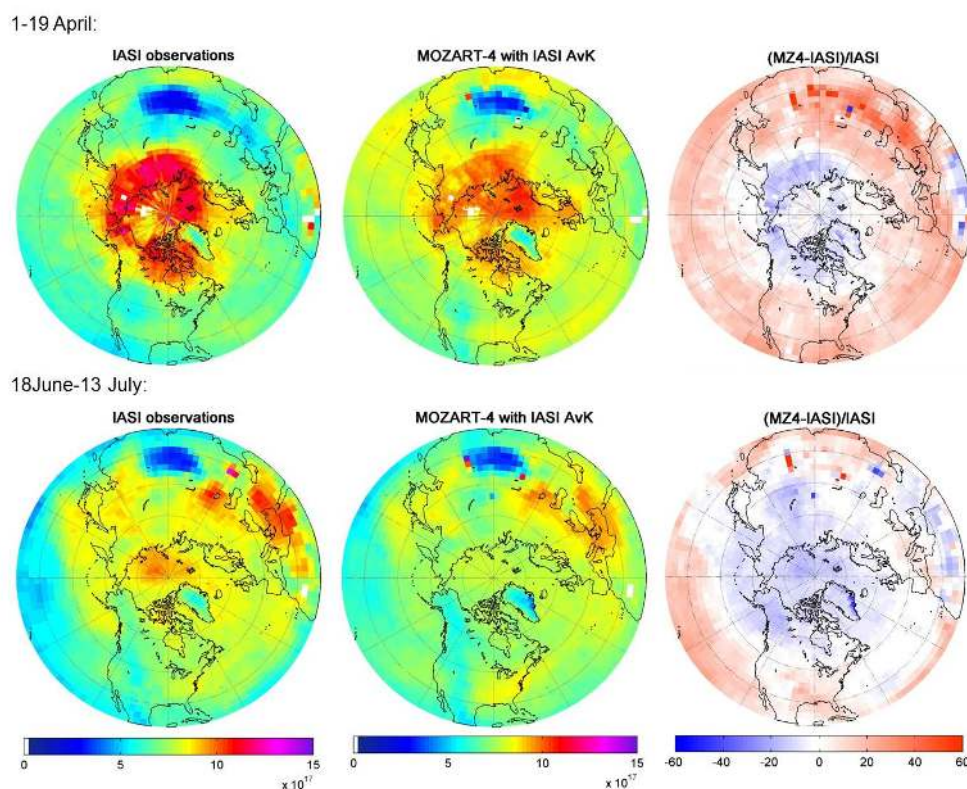 1-19 April:
IASI observations
MOZART-4 with IASI AvK
(MZ4-IASI)/IASI
18June-13 July:
IASI observations
MOZART-4 with IASI AvK
(MZ4-IASI)/IASI
0 5 10 15
x 10¹⁷
0 5 10 15
x 10¹⁷
-60 -40 -20 0 20 40 60